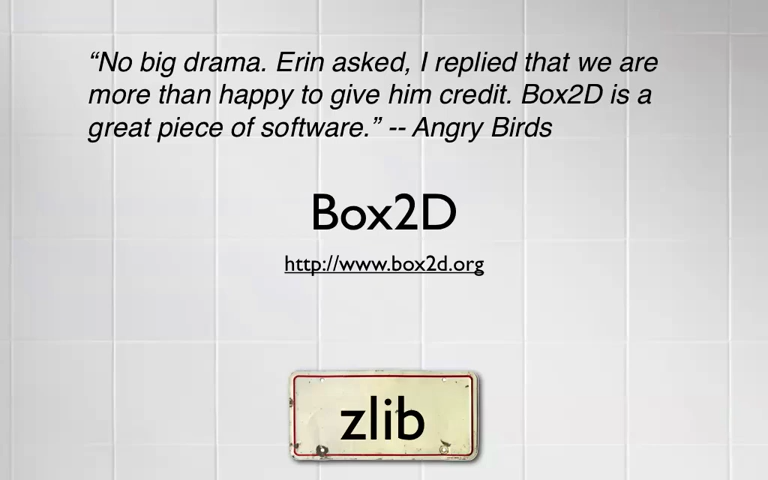 “No big drama. Erin asked, I replied that we are
more than happy to give him credit. Box2D is a
great piece of software.” -- Angry Birds
Box2D
http://www.box2d.org
zlib